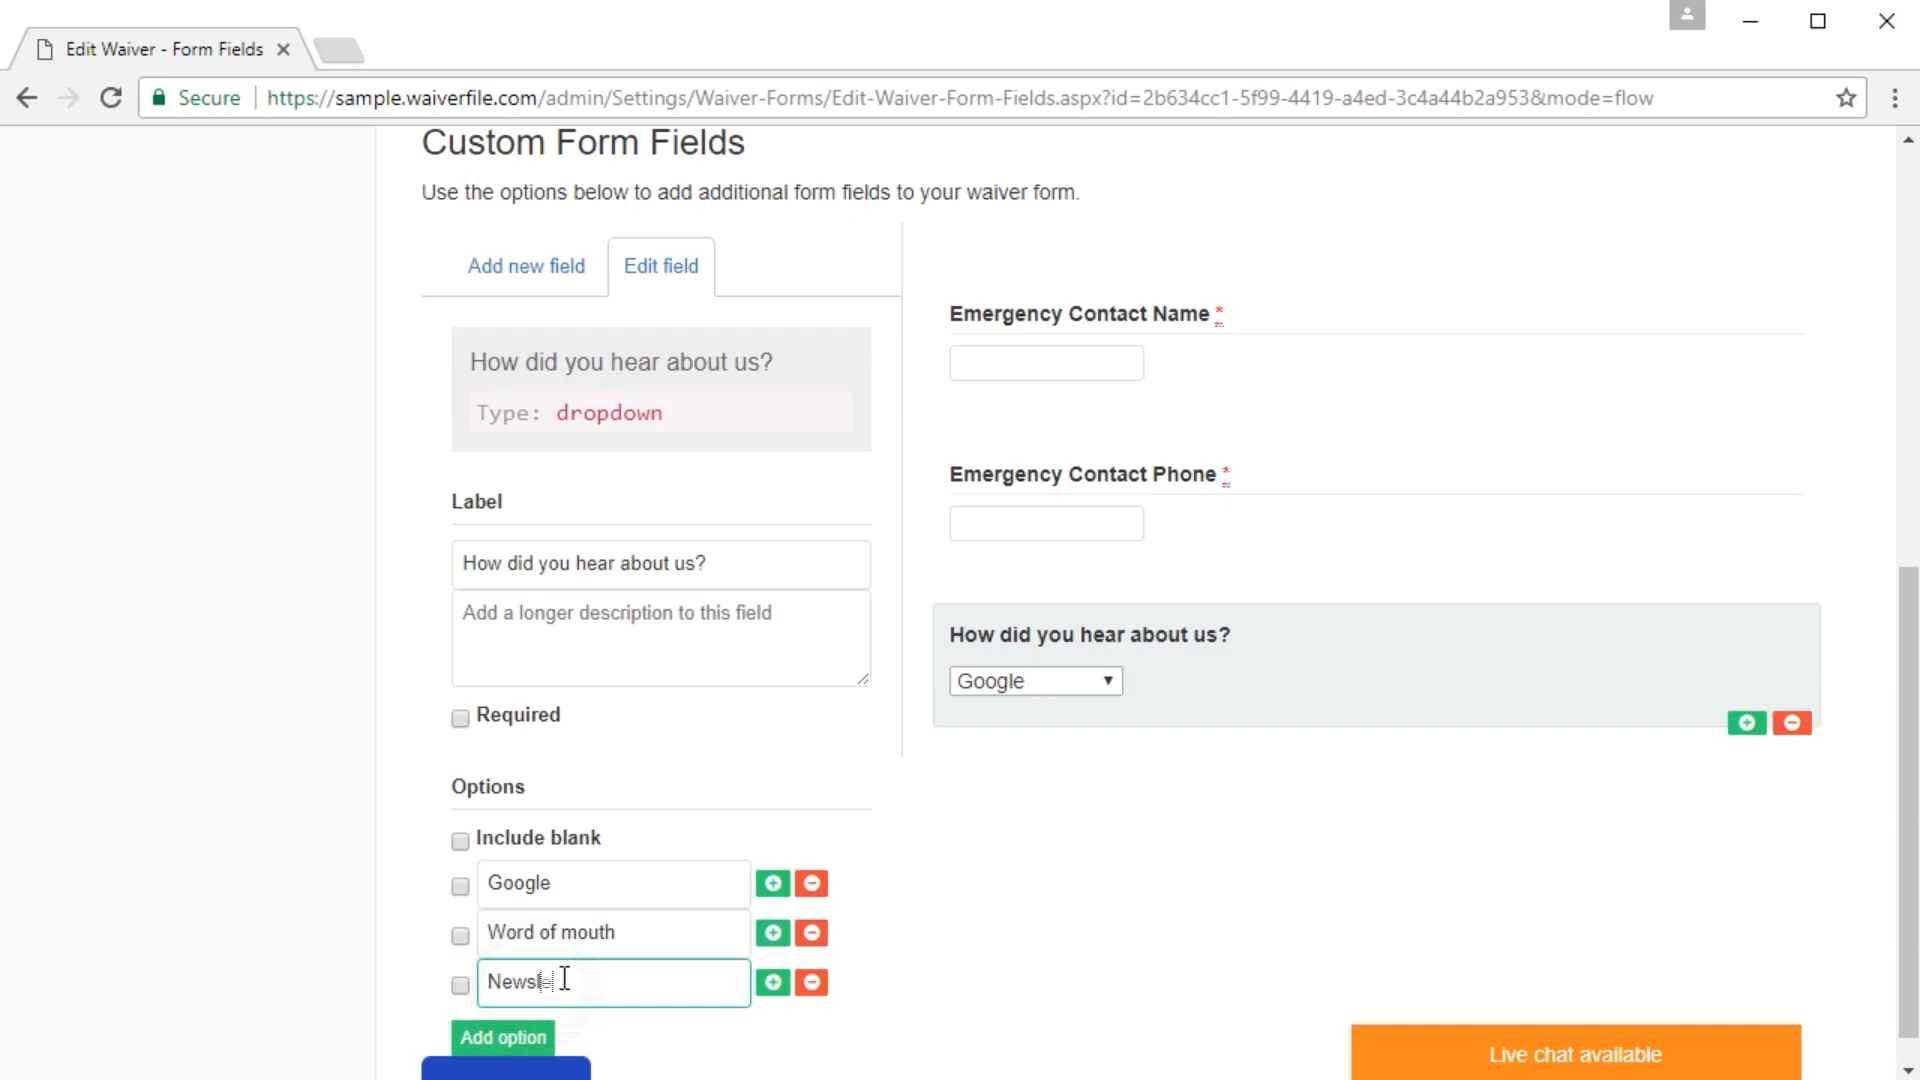 Edit Waiver - Form Fields
Secure
https://sample.waiverfile.com/admin/Settings/Waiver-Forms/Edit-Waiver-Form-Fields.aspx?id=2b634cc1-5f99-4419-a4ed-3c4a44b2a953&mode=flow
Custom Form Fields
Use the options below to add additional form fields to your waiver form.
Add new field
Edit field
How did you hear about us?
Type: dropdown
Label
How did you hear about us?
Add a longer description to this field
Required
Options
Include blank
Google
Word of mouth
Add option
Emergency Contact Name *
Emergency Contact Phone *
How did you hear about us?
Google
Live chat available